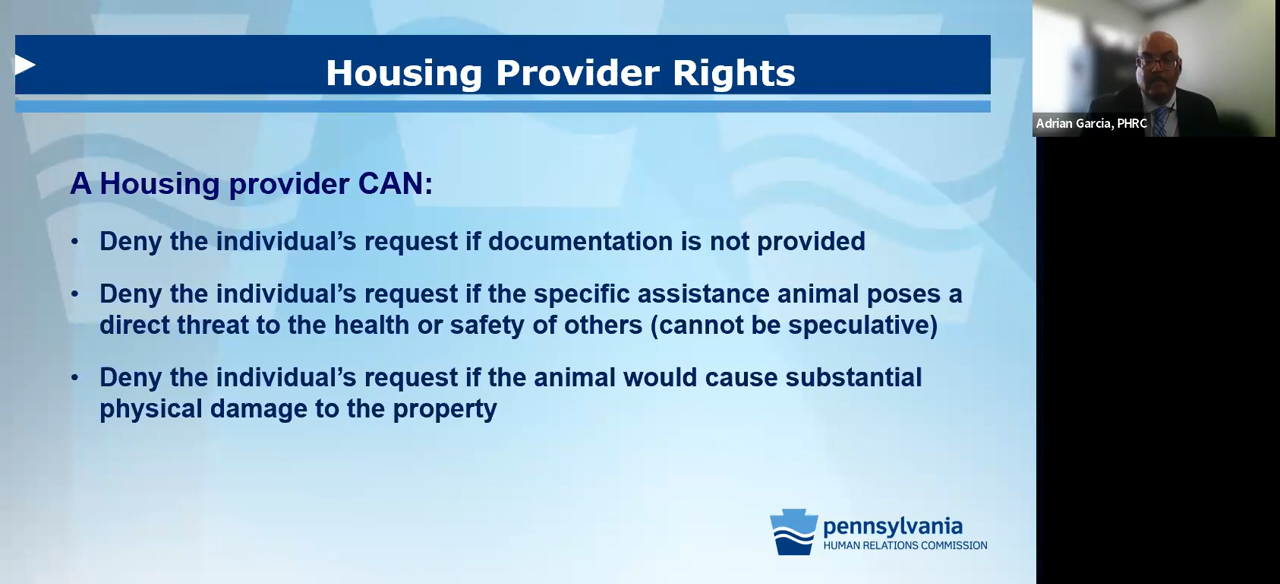 Housing Provider Rights
A Housing provider CAN:
• Deny the individual’s request if documentation is not provided
• Deny the individual’s request if the specific assistance animal poses a
direct threat to the health or safety of others (cannot be speculative)
• Deny the individual’s request if the animal would cause substantial
physical damage to the property
pennsylvania
HUMAN RELATIONS COMMISSION
Adrian Garcia, PHRC